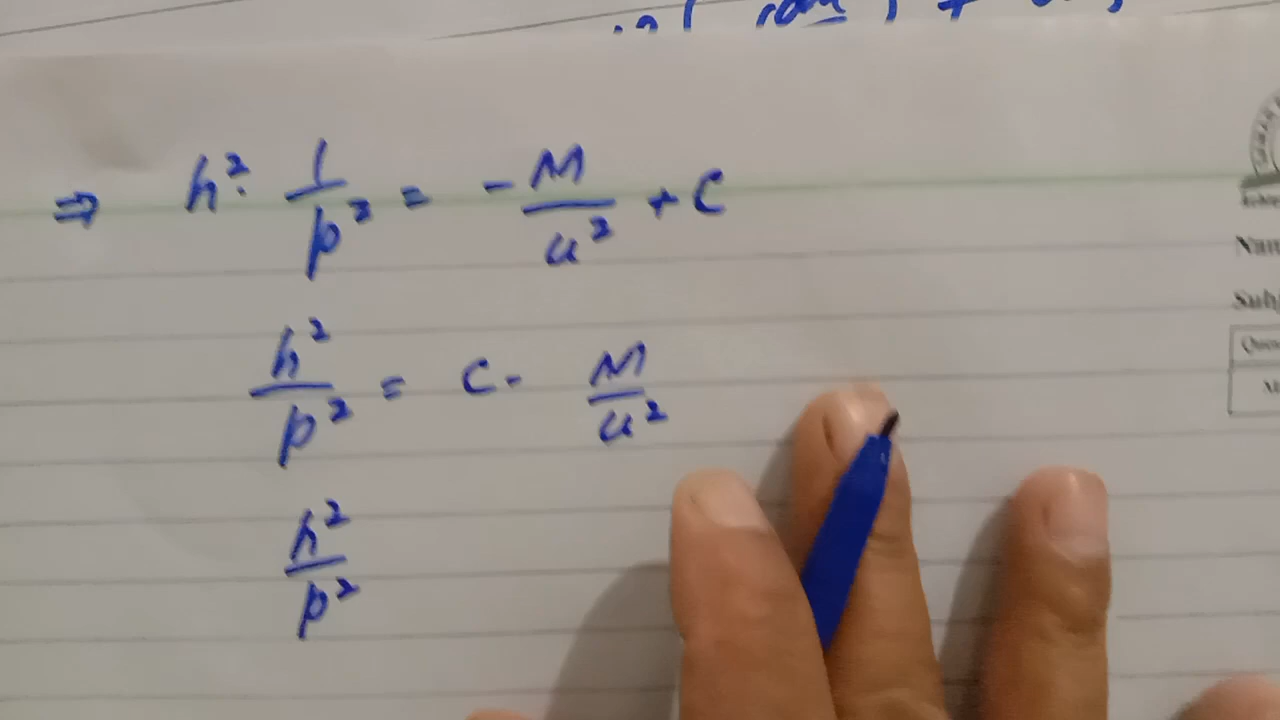 ⇒ h². 1/p² = - M/u² + C
h²/p² = C - M/u²
h²/p²